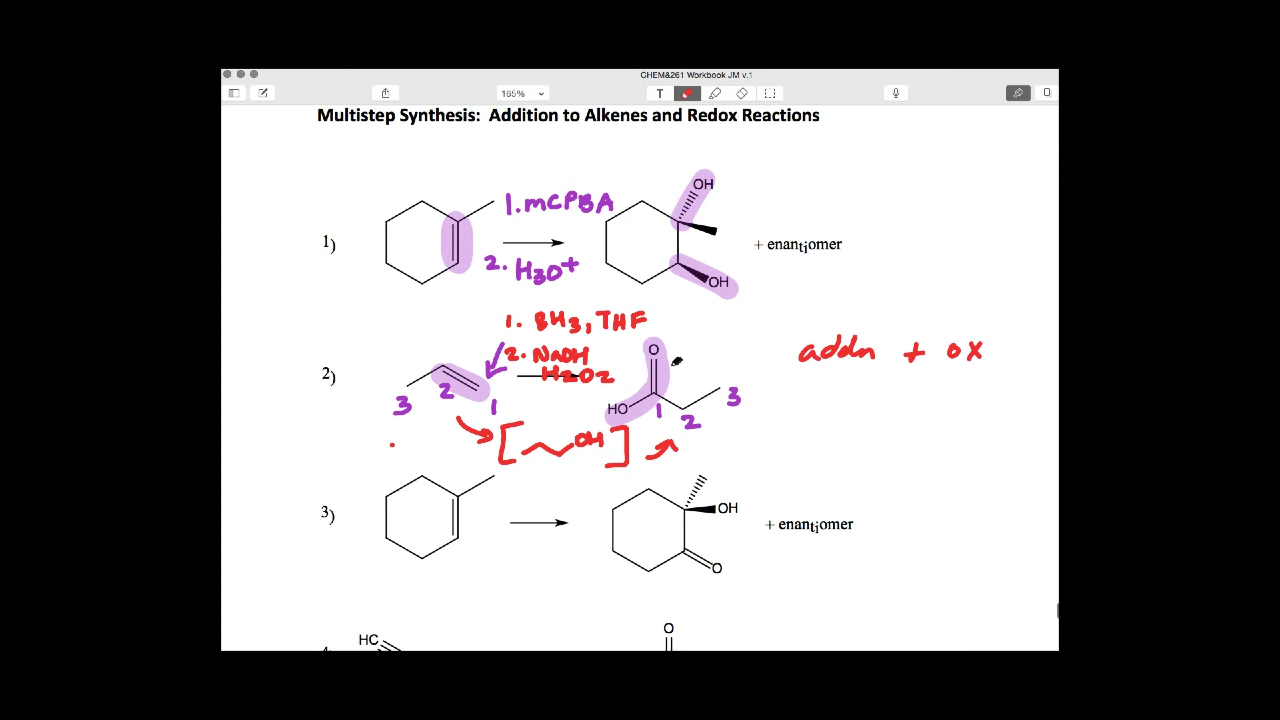 CHEM&261 Workbook JM v.1
165%
T
Multistep Synthesis: Addition to Alkenes and Redox Reactions
1)
1. mCPBA
2. H3O+
OH
OH
+ enantiomer
2)
1. BH3, THF
2. NaOH
H2O2
3
2
1
O
HO
1
2
3
addn + ox
[ OH ]
3)
OH
O
+ enantiomer
HC
O